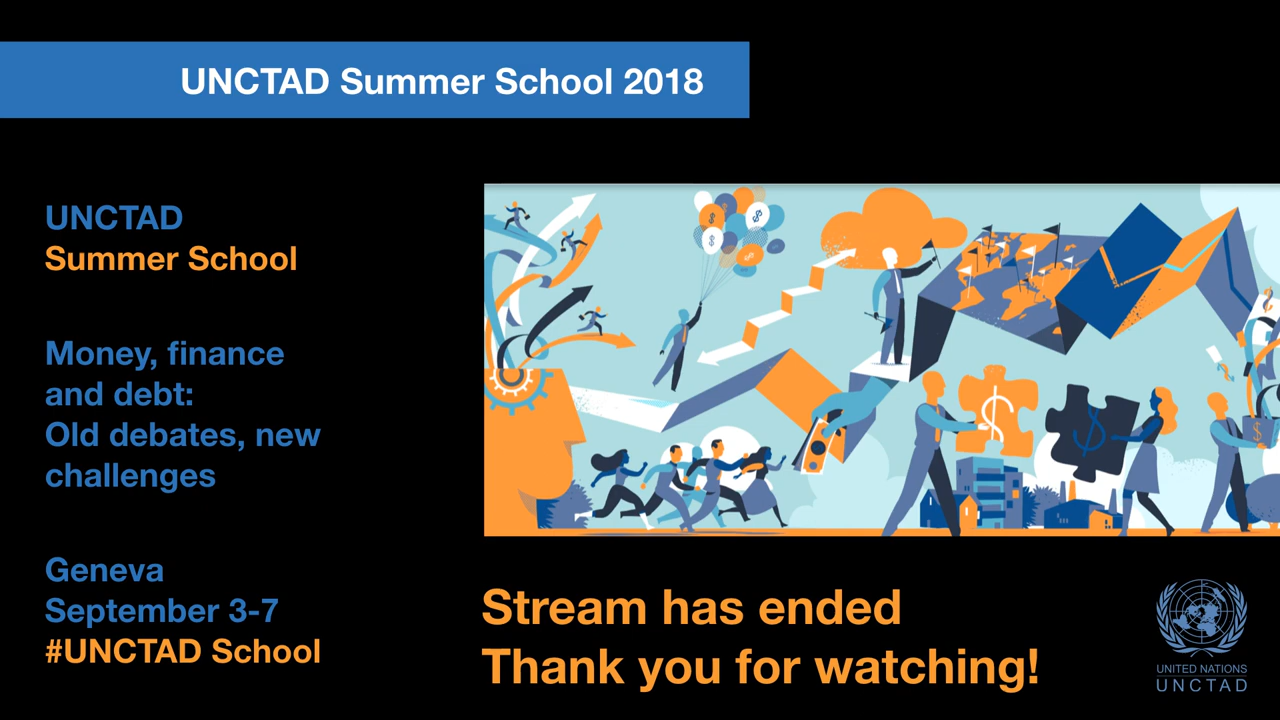 UNCTAD Summer School 2018
UNCTAD
Summer School
Money, finance
and debt:
Old debates, new
challenges
Geneva
September 3-7
#UNCTAD School
Stream has ended
Thank you for watching!
UNITED NATIONS
UNCTAD